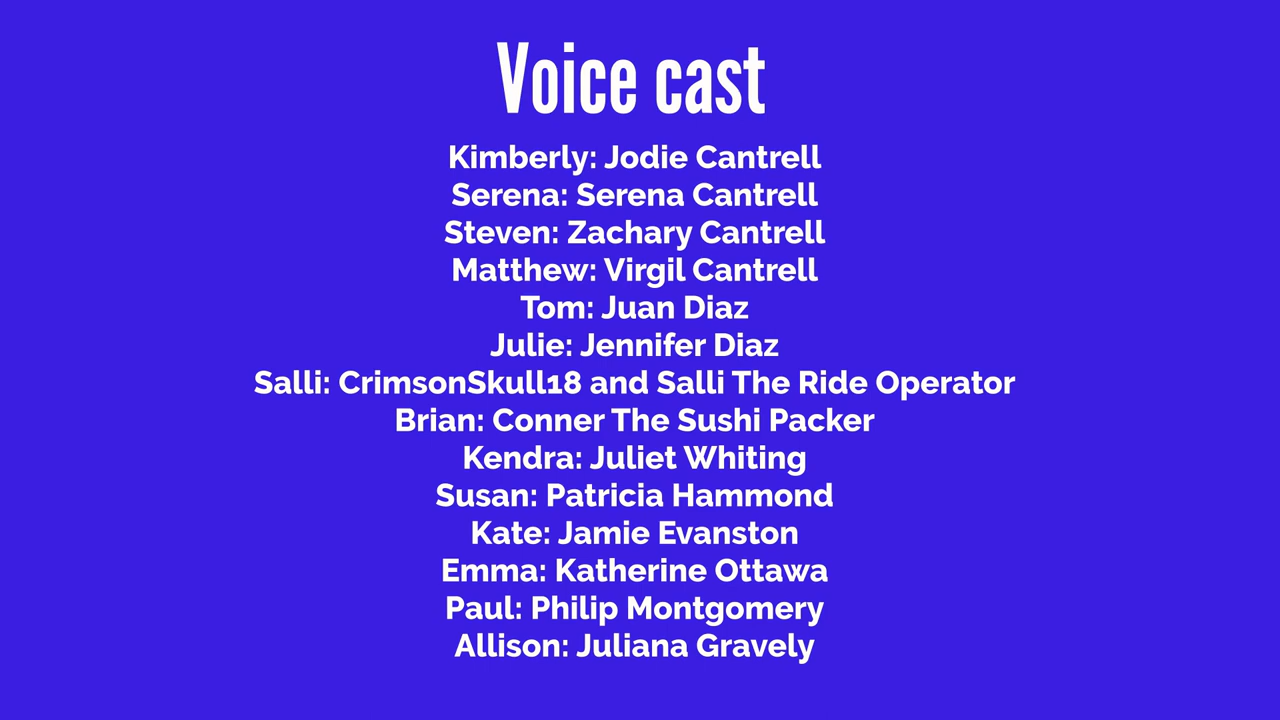 Voice cast
Kimberly: Jodie Cantrell
Serena: Serena Cantrell
Steven: Zachary Cantrell
Matthew: Virgil Cantrell
Tom: Juan Diaz
Julie: Jennifer Diaz
Salli: CrimsonSkull18 and Salli The Ride Operator
Brian: Conner The Sushi Packer
Kendra: Juliet Whiting
Susan: Patricia Hammond
Kate: Jamie Evanston
Emma: Katherine Ottawa
Paul: Philip Montgomery
Allison: Juliana Gravely